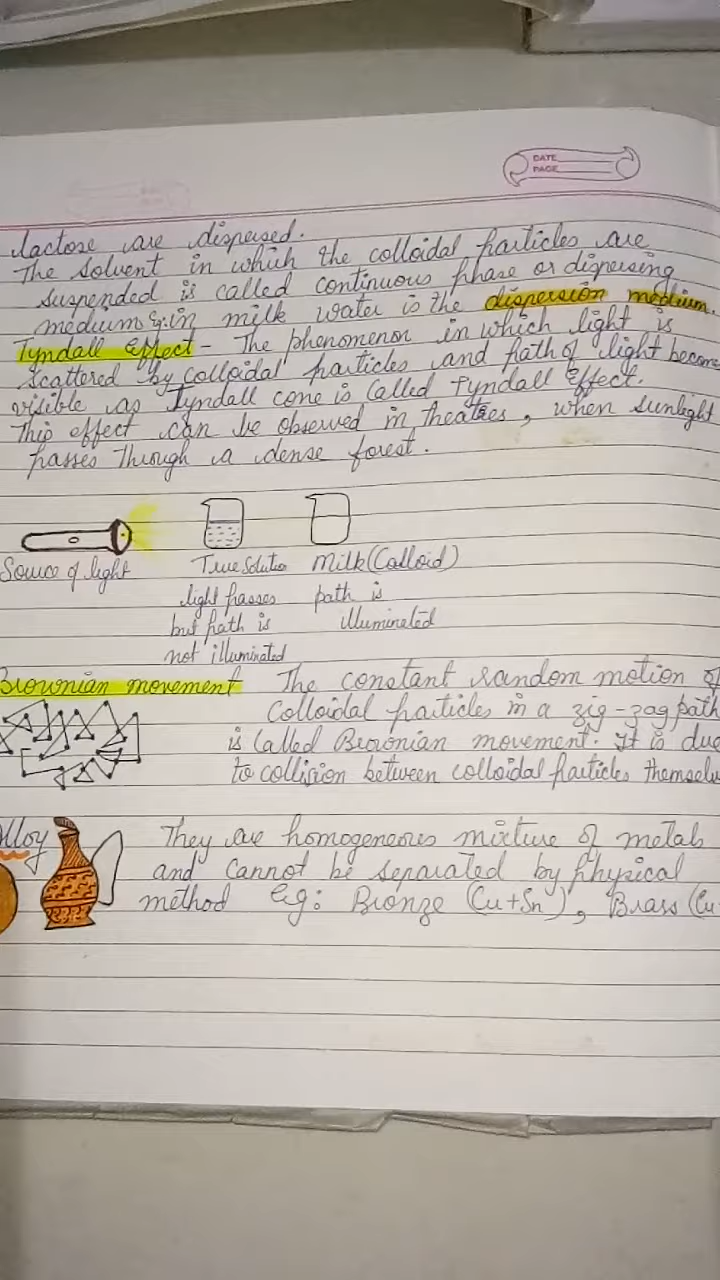 DATE
PAGE
lactose are dispersed.
The solvent in which the colloidal particles are
suspended is called continuous phase or dispersing
medium Eg: in milk water is the dispersion medium.
Tyndall Effect - The phenomenon in which light is
scattered by colloidal particles and path of light become
visible as Tyndall cone is called Tyndall Effect.
This effect can be observed in theatres, when sunlight
passes through a dense forest.
Source of light True Solution Milk (Colloid)
light passes path is
but path is illuminated
not illuminated
Brownian movement The constant random motion of
colloidal particles in a zig-zag path
is called Brownian movement. It is due
to collision between colloidal particles themselv
Alloy They are homogeneous mixture of metals
and cannot be separated by physical
method Eg: Bronze (Cu+Sn), Brass (Cu